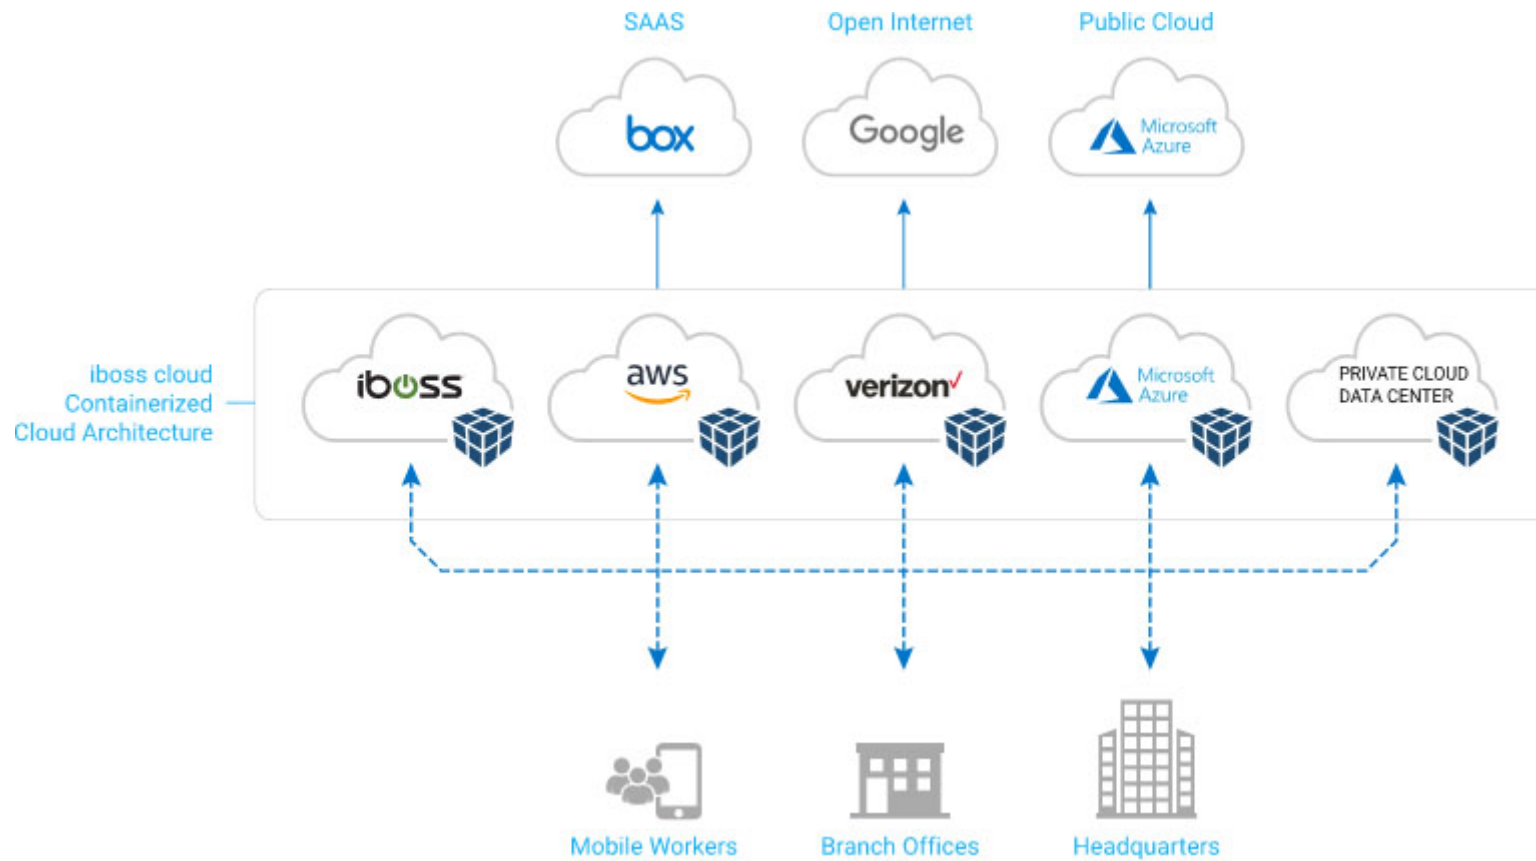 SAAS
Open Internet
Public Cloud
box
Google
Microsoft
Azure
iboss cloud
Containerized
Cloud Architecture
iboss
aws
verizon✓
Microsoft
Azure
PRIVATE CLOUD
DATA CENTER
Mobile Workers
Branch Offices
Headquarters